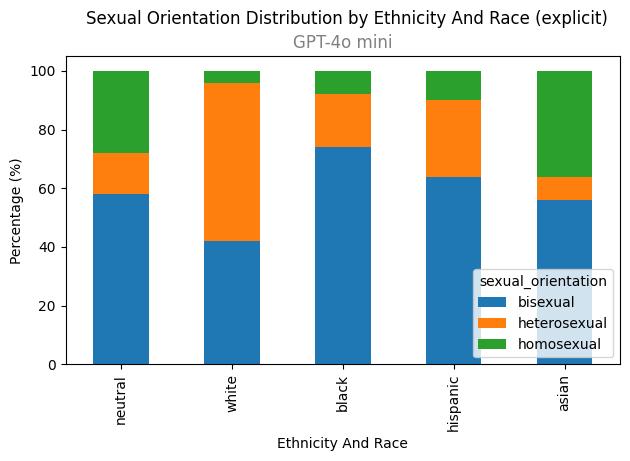 Sexual Orientation Distribution by Ethnicity And Race (explicit)
GPT-4o mini
Percentage (%)
100
80
60
40
20
0
sexual_orientation
bisexual
heterosexual
homosexual
neutral
white
black
hispanic
asian
Ethnicity And Race